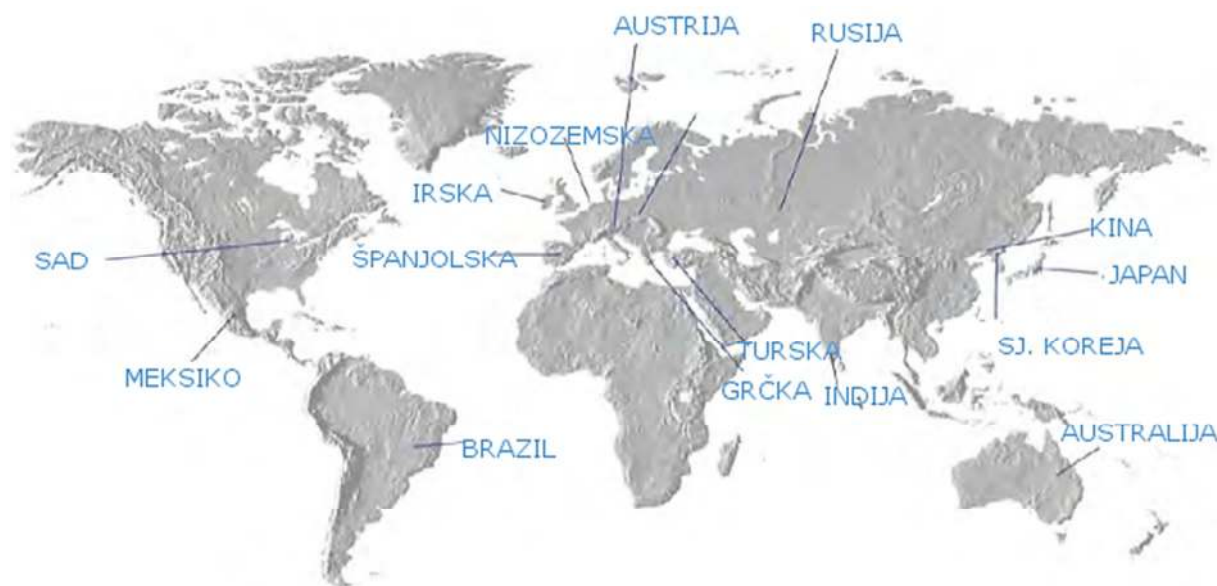 AUSTRIJA
RUSIJA
NIZOZEMSKA
IRSKA
SAD
ŠPANJOLSKA
KINA
JAPAN
MEKSIKO
TURSKA
SJ. KOREJA
GRČKA
INDIJA
BRAZIL
AUSTRALIJA